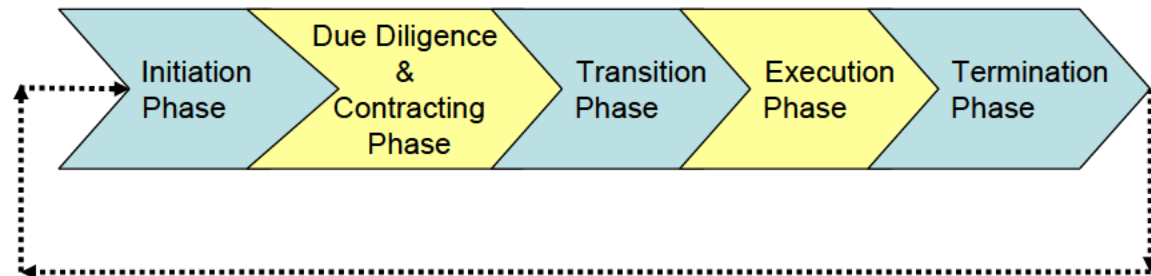 Initiation
Phase
Due Diligence
&
Contracting
Phase
Transition
Phase
Execution
Phase
Termination
Phase